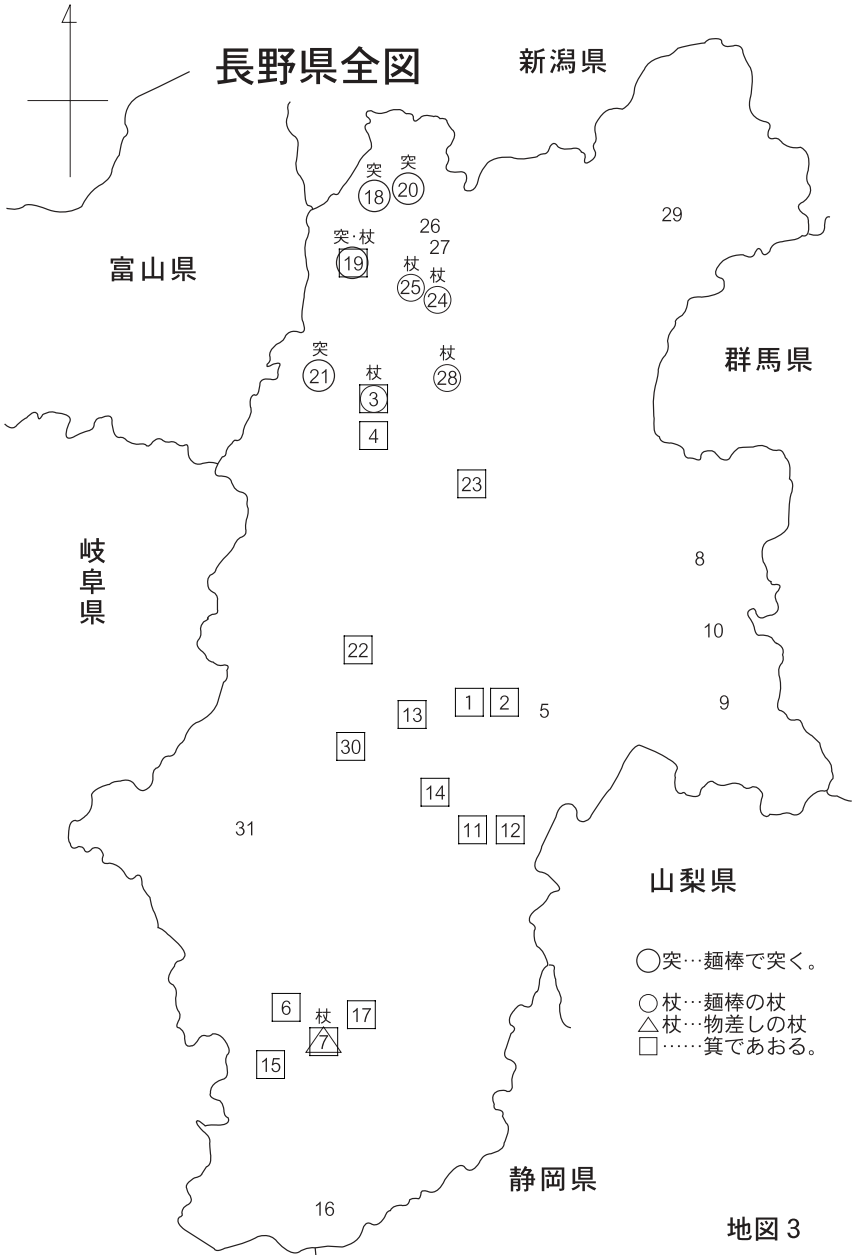 長野県全図
新潟県
突
突
18
20
26
29
突・杖
27
19
富山県
杖
杖
25
24
突
杖
杖
群馬県
21
3
28
4
23
岐阜県
8
10
22
1
2
5
9
13
30
14
31
11
12
山梨県
○突…麺棒で突く。
○杖…麺棒の杖
△杖…物差しの杖
□……箕であおる。
6
杖
17
7
15
静岡県
16
地図3